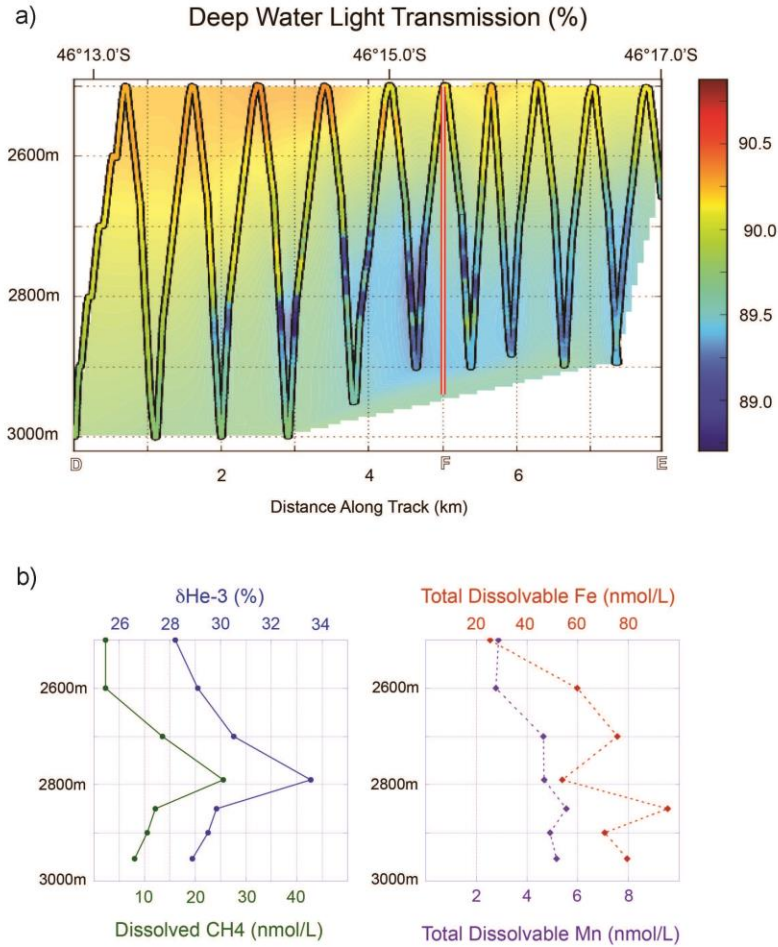 a)
Deep Water Light Transmission (%)
46°13.0'S 46°15.0'S 46°17.0'S
2600m
2800m
3000m
90.5
90.0
89.5
89.0
D F E
2 4 6
Distance Along Track (km)
b)
δHe-3 (%)
26 27 28 30 32 34
2600m
2800m
3000m
10 20 30 40
Dissolved CH4 (nmol/L)
Total Dissolvable Fe (nmol/L)
20 40 60 80
2 4 6 8
Total Dissolvable Mn (nmol/L)